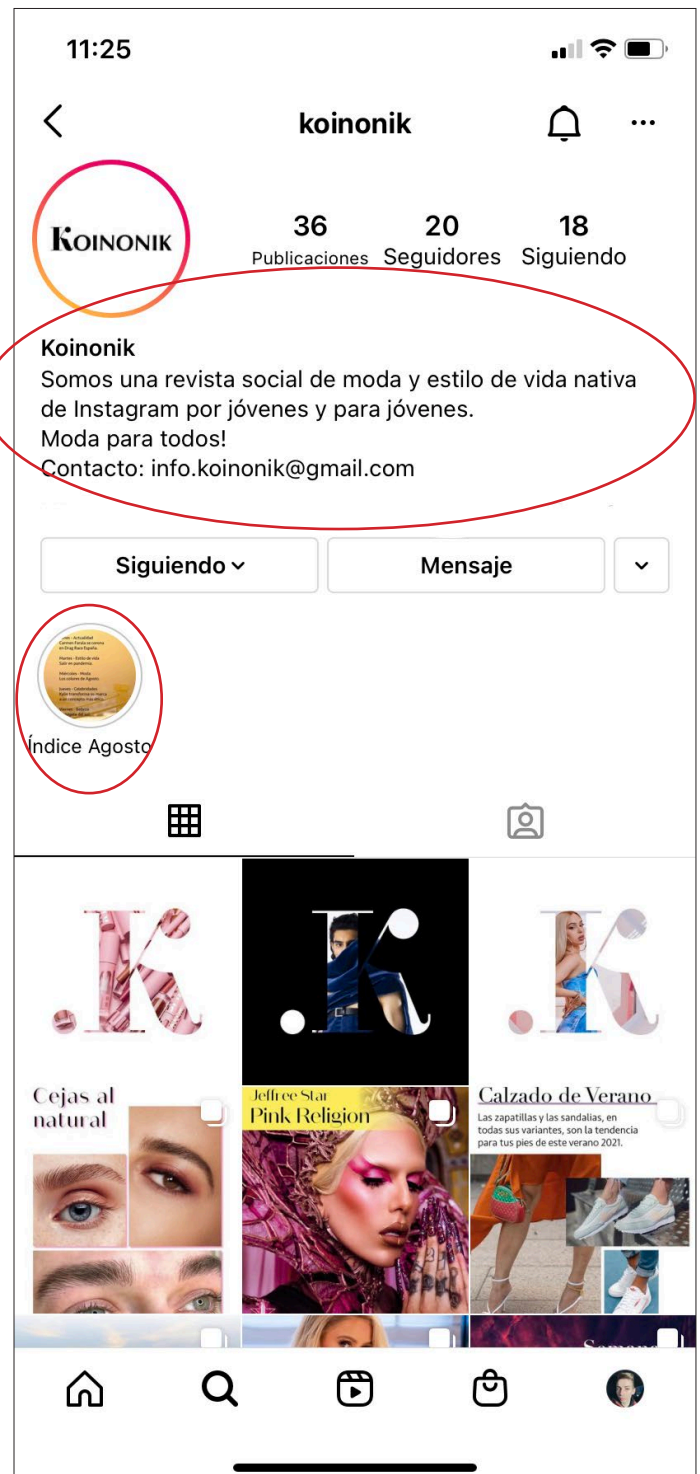 11:25
koinonik
KOINONIK
36 20 18
Publicaciones Seguidores Siguiendo
Koinonik
Somos una revista social de moda y estilo de vida nativa
de Instagram por jóvenes y para jóvenes.
Moda para todos!
Contacto: info.koinonik@gmail.com
Siguiendo Mensaje
Índice Agosto
.K .K .K
Cejas al
natural
Jeffree Star
Pink Religion
Calzado de Verano
Las zapatillas y las sandalias, en
todas sus variantes, son la tendencia
para tus pies de este verano 2021.